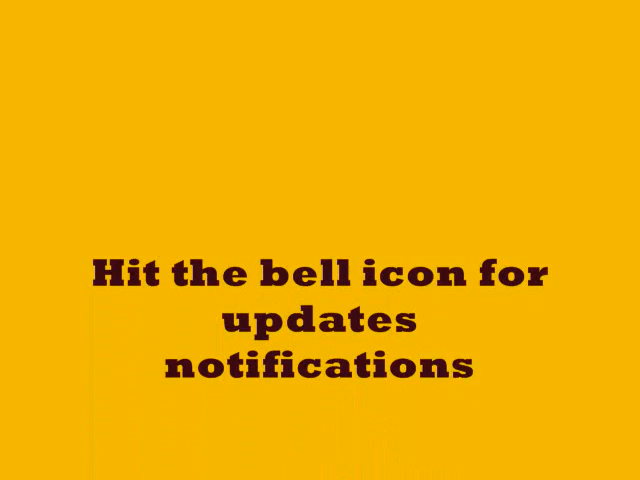 Hit the bell icon for
updates
notifications